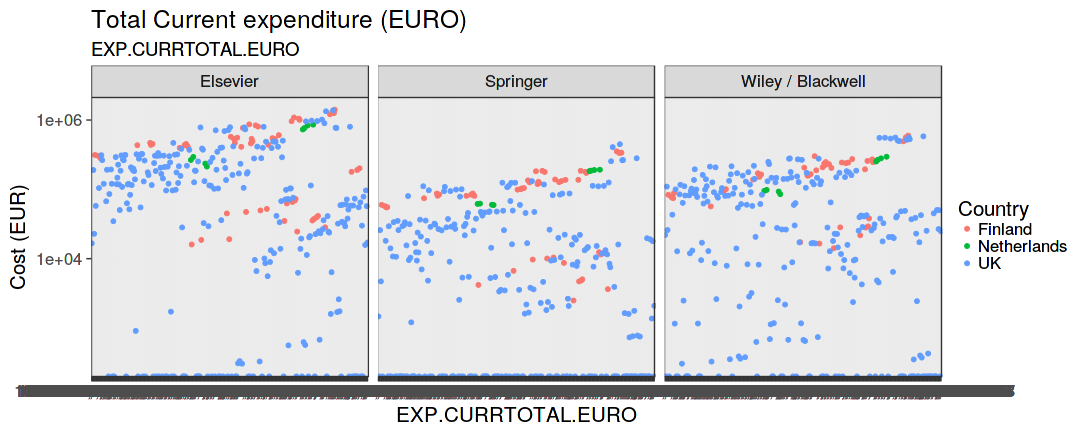 Total Current expenditure (EURO)
EXP.CURRTOTAL.EURO
Elsevier
Springer
Wiley / Blackwell
1e+06
1e+04
Cost (EUR)
EXP.CURRTOTAL.EURO
Country
Finland
Netherlands
UK